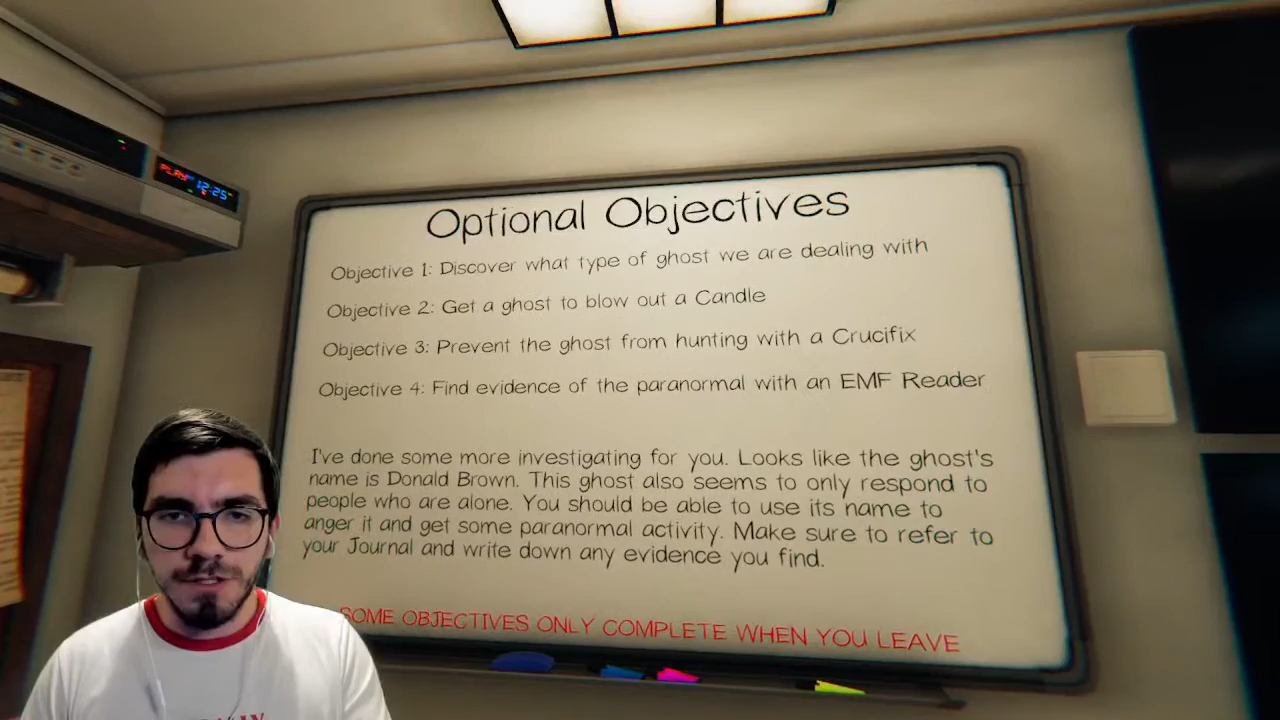 PLAY 12:25
Optional Objectives
Objective 1: Discover what type of ghost we are dealing with
Objective 2: Get a ghost to blow out a Candle
Objective 3: Prevent the ghost from hunting with a Crucifix
Objective 4: Find evidence of the paranormal with an EMF Reader
I've done some more investigating for you. Looks like the ghost's
name is Donald Brown. This ghost also seems to only respond to
people who are alone. You should be able to use its name to
anger it and get some paranormal activity. Make sure to refer to
your Journal and write down any evidence you find.
SOME OBJECTIVES ONLY COMPLETE WHEN YOU LEAVE